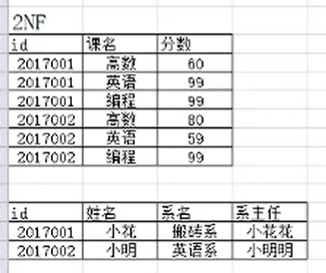 2NF
id 课名 分数
2017001 高数 60
2017001 英语 99
2017001 编程 99
2017002 高数 80
2017002 英语 59
2017002 编程 99
id 姓名 系名 系主任
2017001 小花 搬砖系 小花花
2017002 小明 英语系 小明明